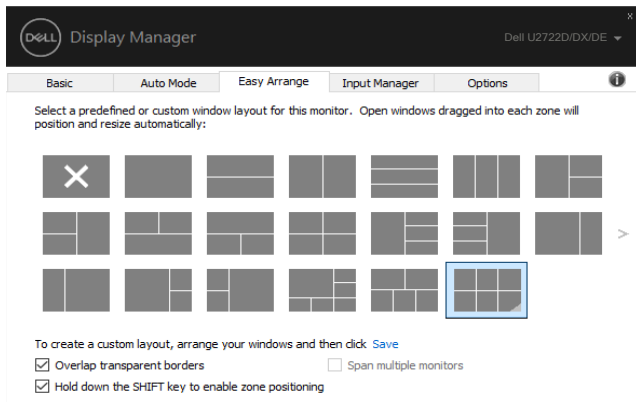 x
DELL Display Manager Dell U2722D/DX/DE
Basic Auto Mode Easy Arrange Input Manager Options i
Select a predefined or custom window layout for this monitor. Open windows dragged into each zone will
position and resize automatically:
>
To create a custom layout, arrange your windows and then click Save
Overlap transparent borders Span multiple monitors
Hold down the SHIFT key to enable zone positioning